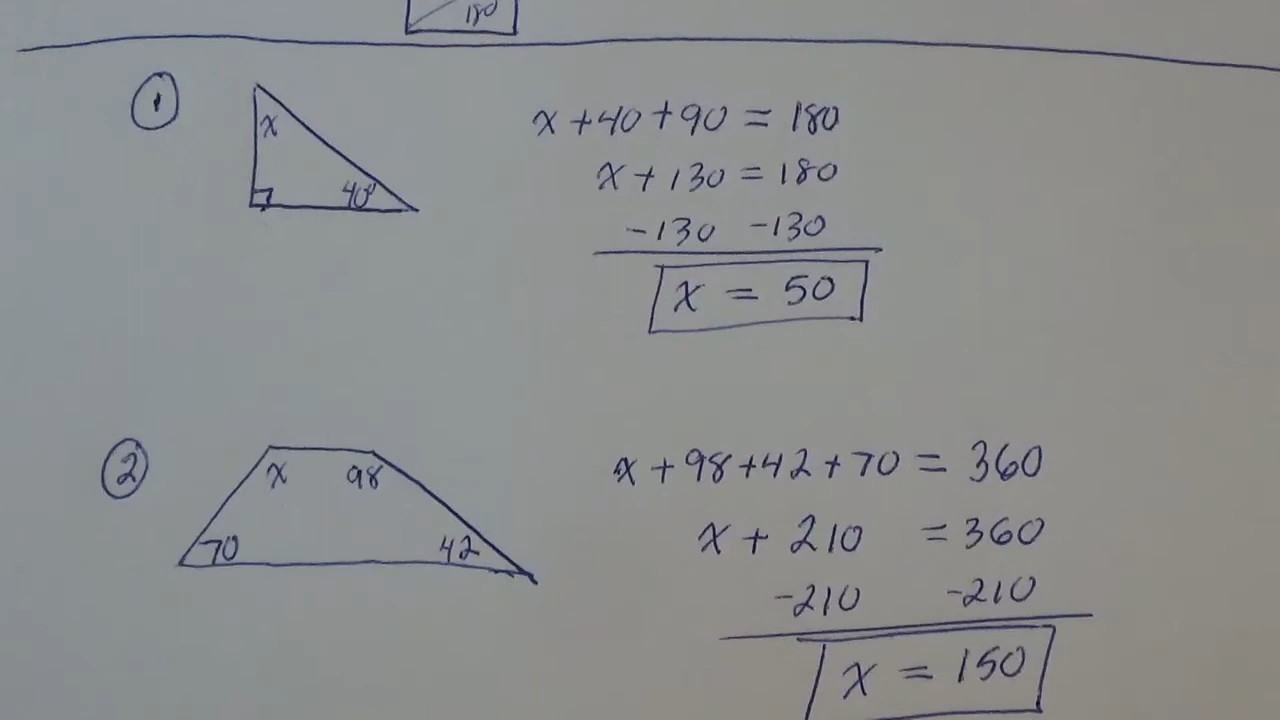 180
1
x
40°
x + 40 + 90 = 180
x + 130 = 180
-130 -130
x = 50
2
x 98
70 42
x + 98 + 42 + 70 = 360
x + 210 = 360
-210 -210
x = 150